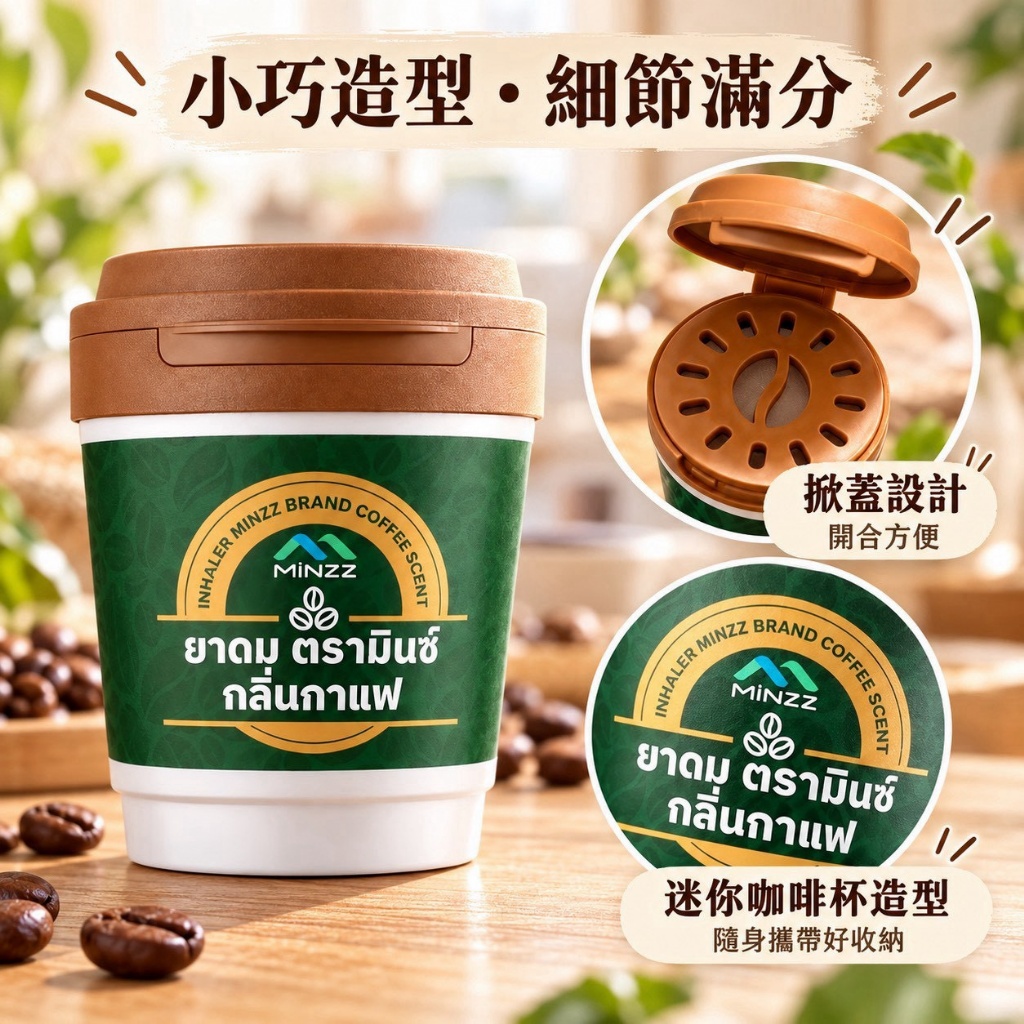 小巧造型・細節滿分
INHALER MINZZ BRAND COFFEE SCENT
MiNZZ
ยาดม ตรามินซ์
กลิ่นกาแฟ
掀蓋設計
開合方便
INHALER MINZZ BRAND COFFEE SCENT
MiNZZ
ยาดม ตรามินซ์
กลิ่นกาแฟ
迷你咖啡杯造型
隨身攜帶好收納